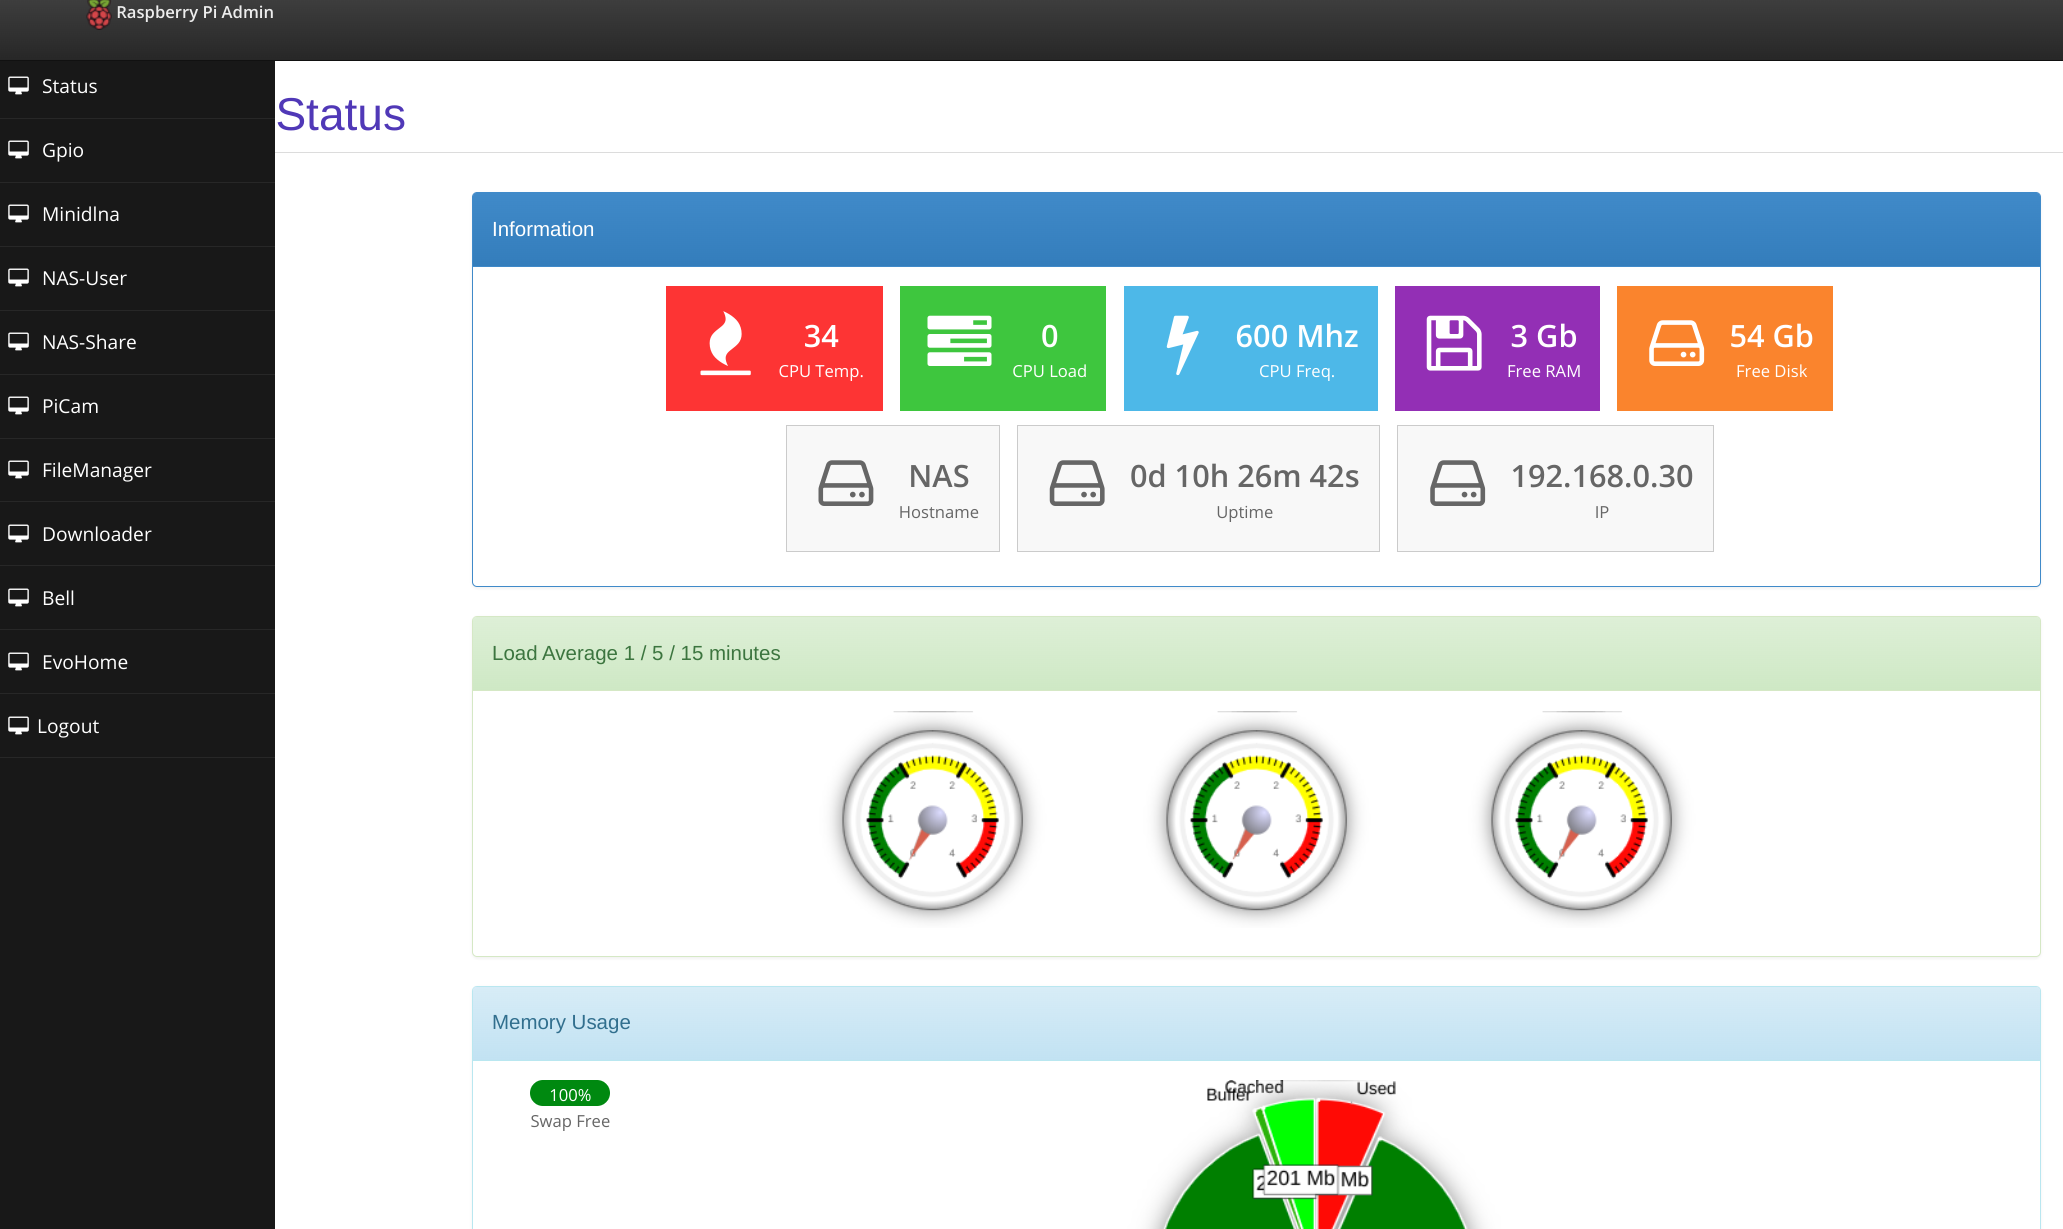 Raspberry Pi Admin
Status
Gpio
Minidlna
NAS-User
NAS-Share
PiCam
FileManager
Downloader
Bell
EvoHome
Logout
Status
Information
34
CPU Temp.
0
CPU Load
600 Mhz
CPU Freq.
3 Gb
Free RAM
54 Gb
Free Disk
NAS
Hostname
0d 10h 26m 42s
Uptime
192.168.0.30
IP
Load Average 1 / 5 / 15 minutes
2 2
1 3
0 4
2 2
1 3
0 4
2 2
1 3
0 4
Memory Usage
100%
Swap Free
Buffer Cached Used
201 Mb Mb